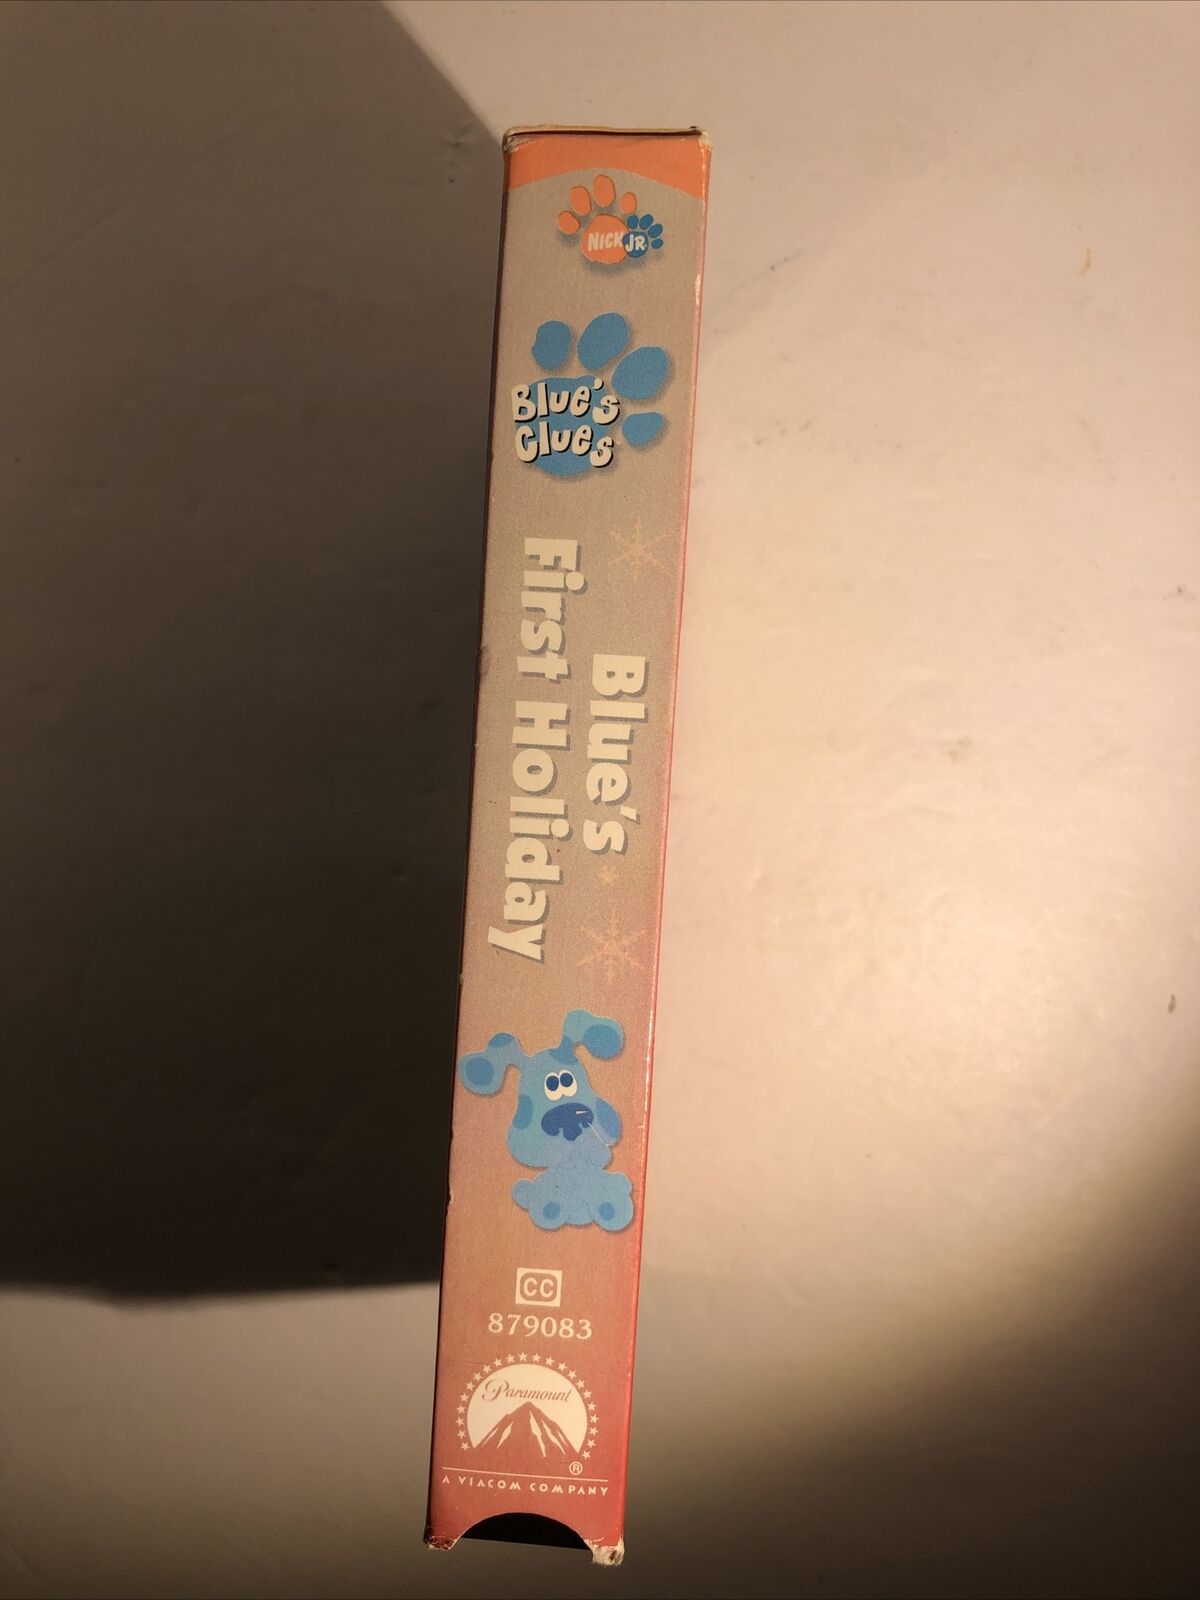 NICK JR
Blue's
Clues
Blue's
First Holiday
CC
879083
Paramount
®
A VIACOM COMPANY